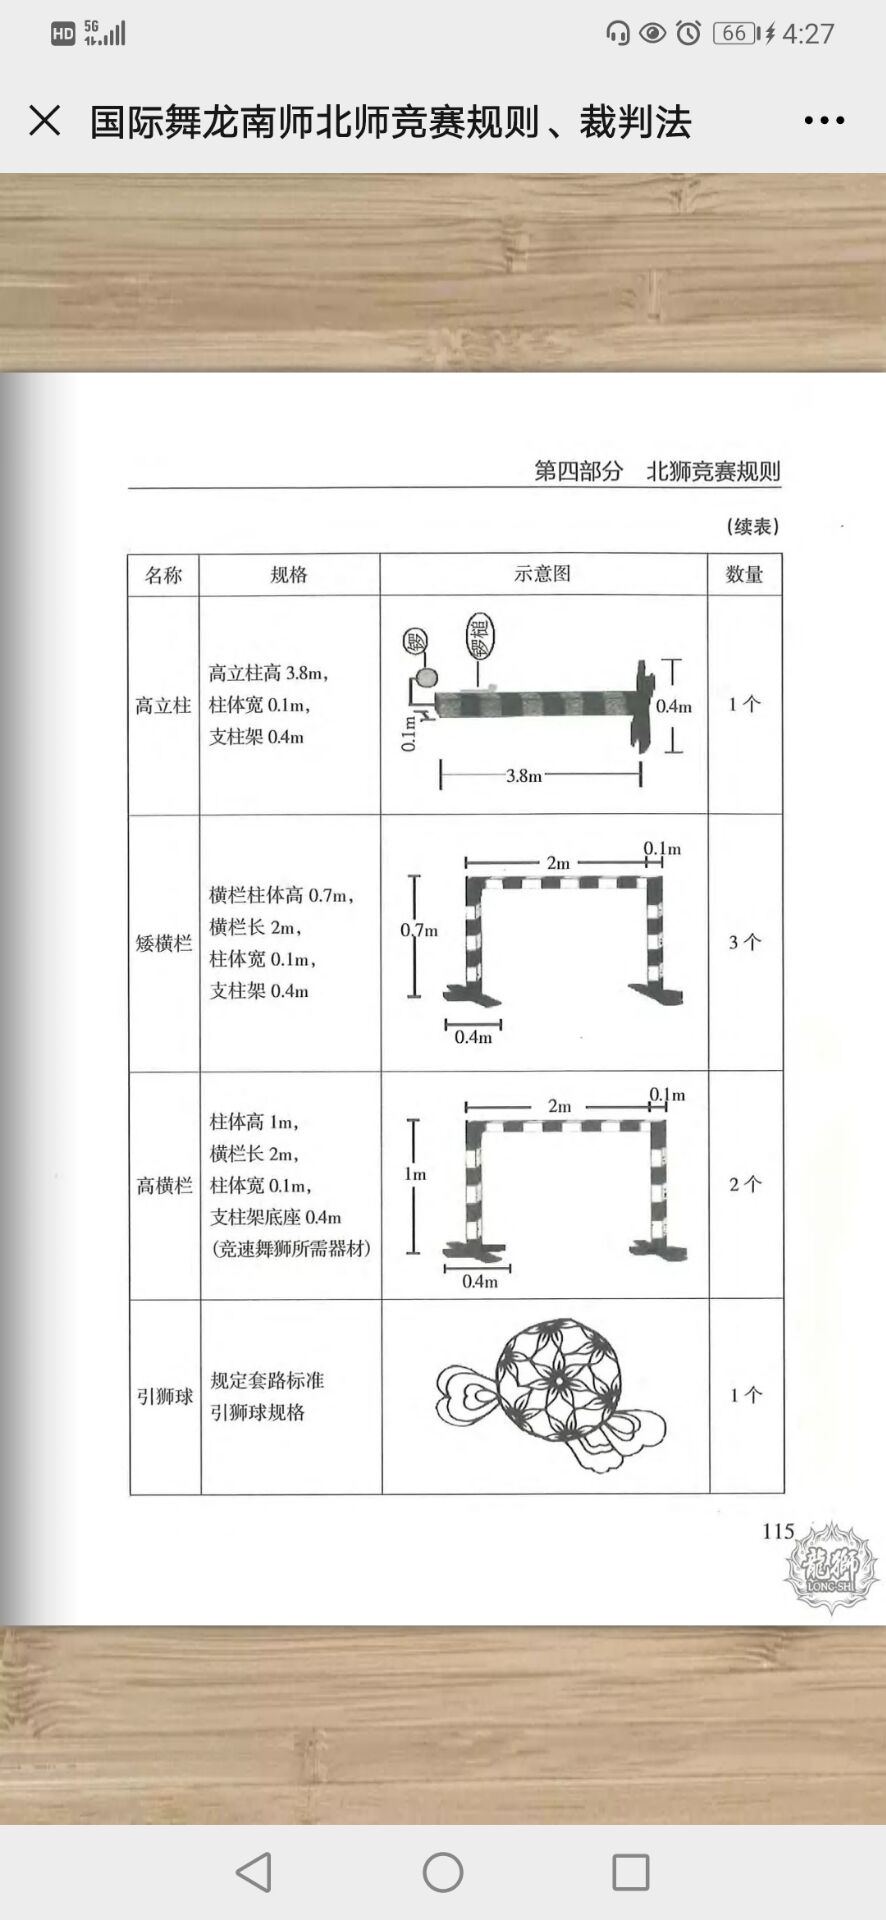 HD 5G 66 4:27
国际舞龙南师北师竞赛规则、裁判法
第四部分 北狮竞赛规则
(续表)
名称 规格 示意图 数量
高立柱
高立柱高 3.8m，
柱体宽 0.1m，
支柱架 0.4m
锣
锣槌
0.1m
0.4m
3.8m
1 个
矮横栏
横栏柱体高 0.7m，
横栏长 2m，
柱体宽 0.1m，
支柱架 0.4m
2m
0.1m
0.7m
0.4m
3 个
高横栏
柱体高 1m，
横栏长 2m，
柱体宽 0.1m，
支柱架底座 0.4m
(竞速舞狮所需器材)
2m
0.1m
1m
0.4m
2 个
引狮球
规定套路标准
引狮球规格
1 个
115
龍獅
LONG-SHI